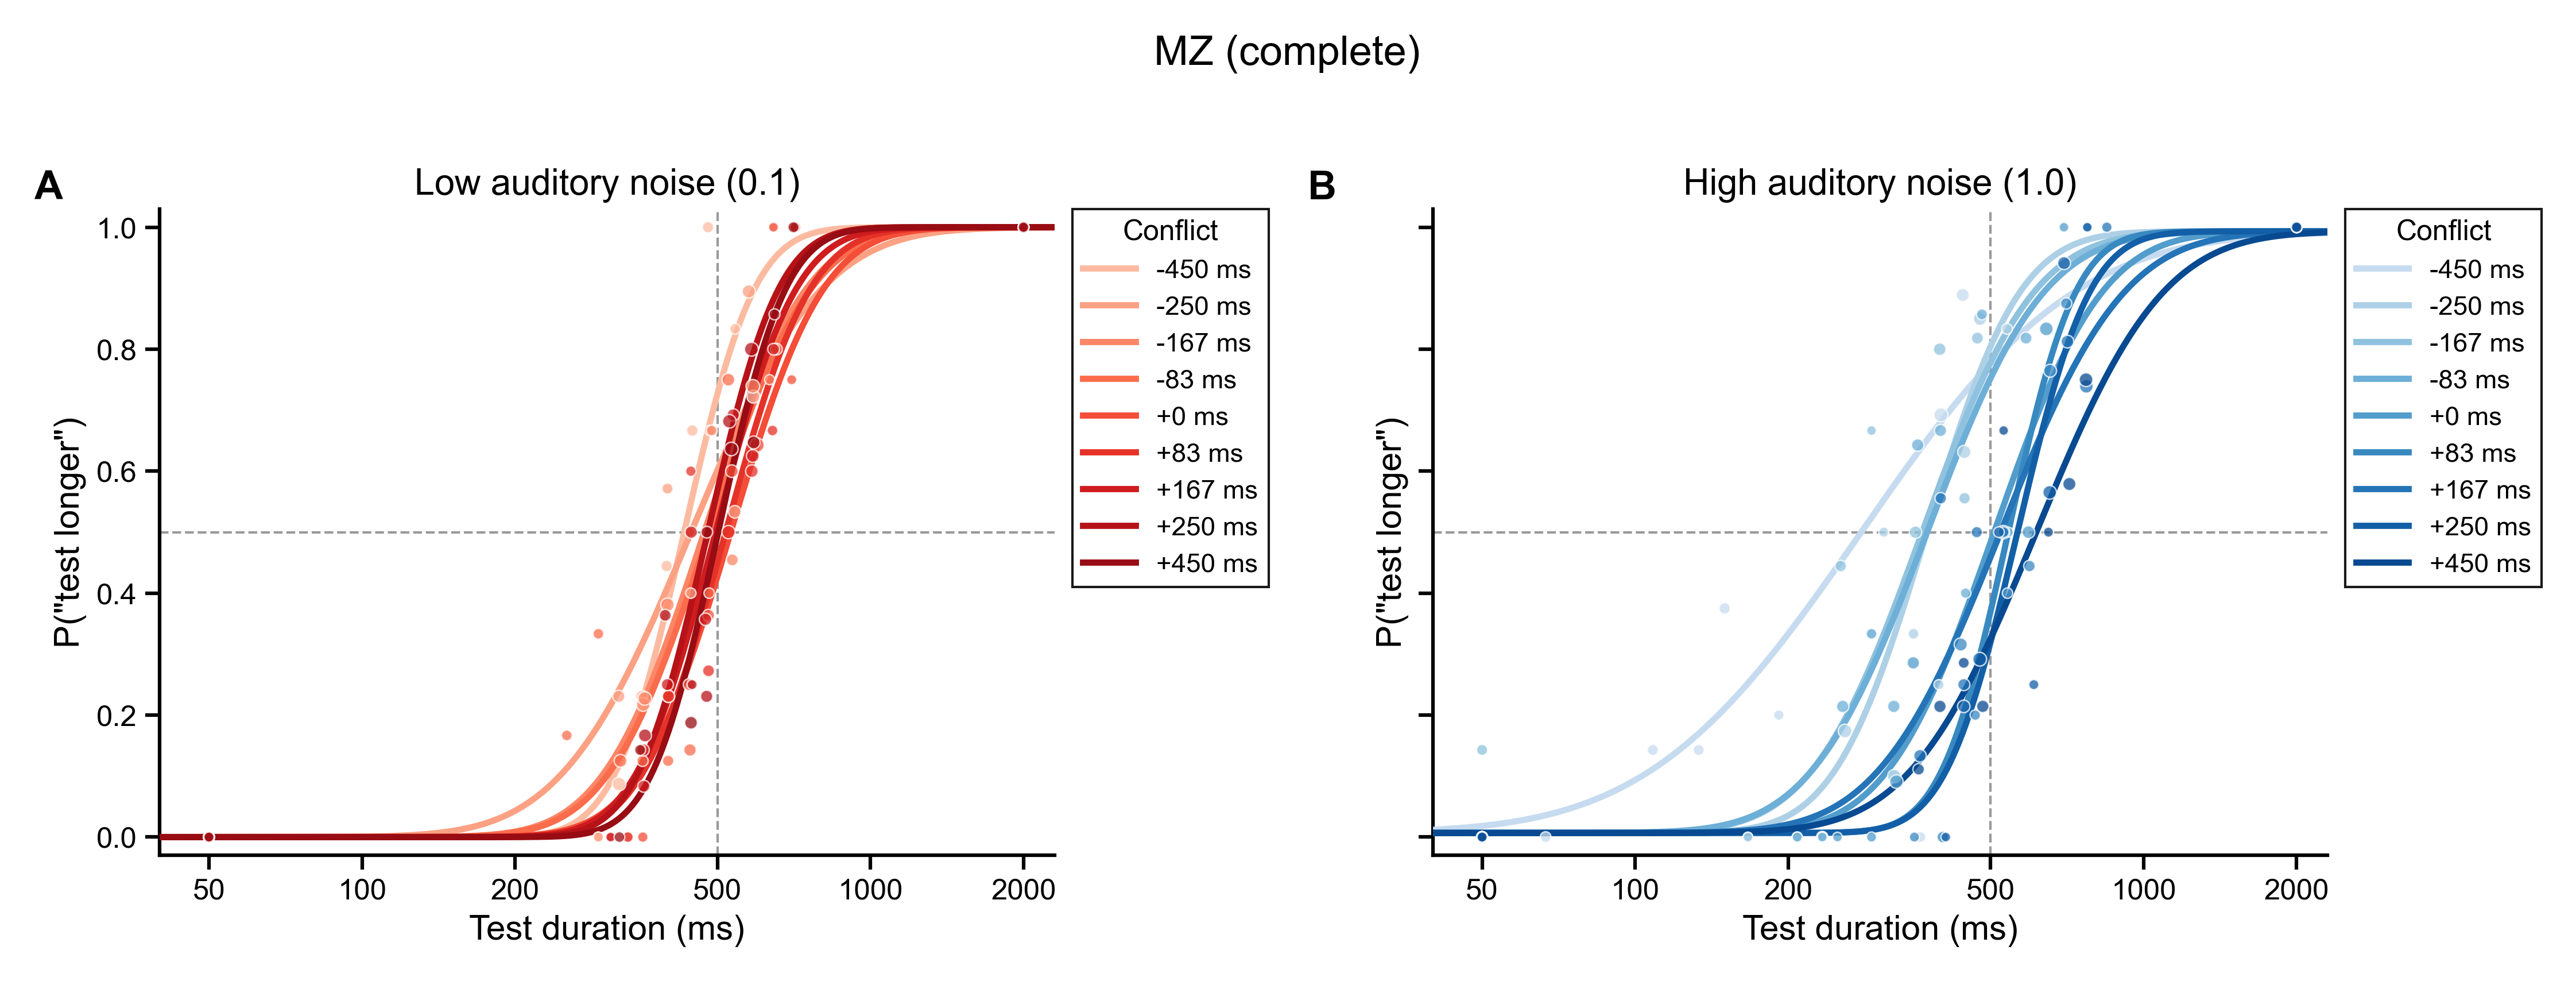 MZ (complete)
A
Low auditory noise (0.1)
P("test longer")
1.0
0.8
0.6
0.4
0.2
0.0
50 100 200 500 1000 2000
Test duration (ms)
Conflict
-450 ms
-250 ms
-167 ms
-83 ms
+0 ms
+83 ms
+167 ms
+250 ms
+450 ms
B
High auditory noise (1.0)
P("test longer")
50 100 200 500 1000 2000
Test duration (ms)
Conflict
-450 ms
-250 ms
-167 ms
-83 ms
+0 ms
+83 ms
+167 ms
+250 ms
+450 ms